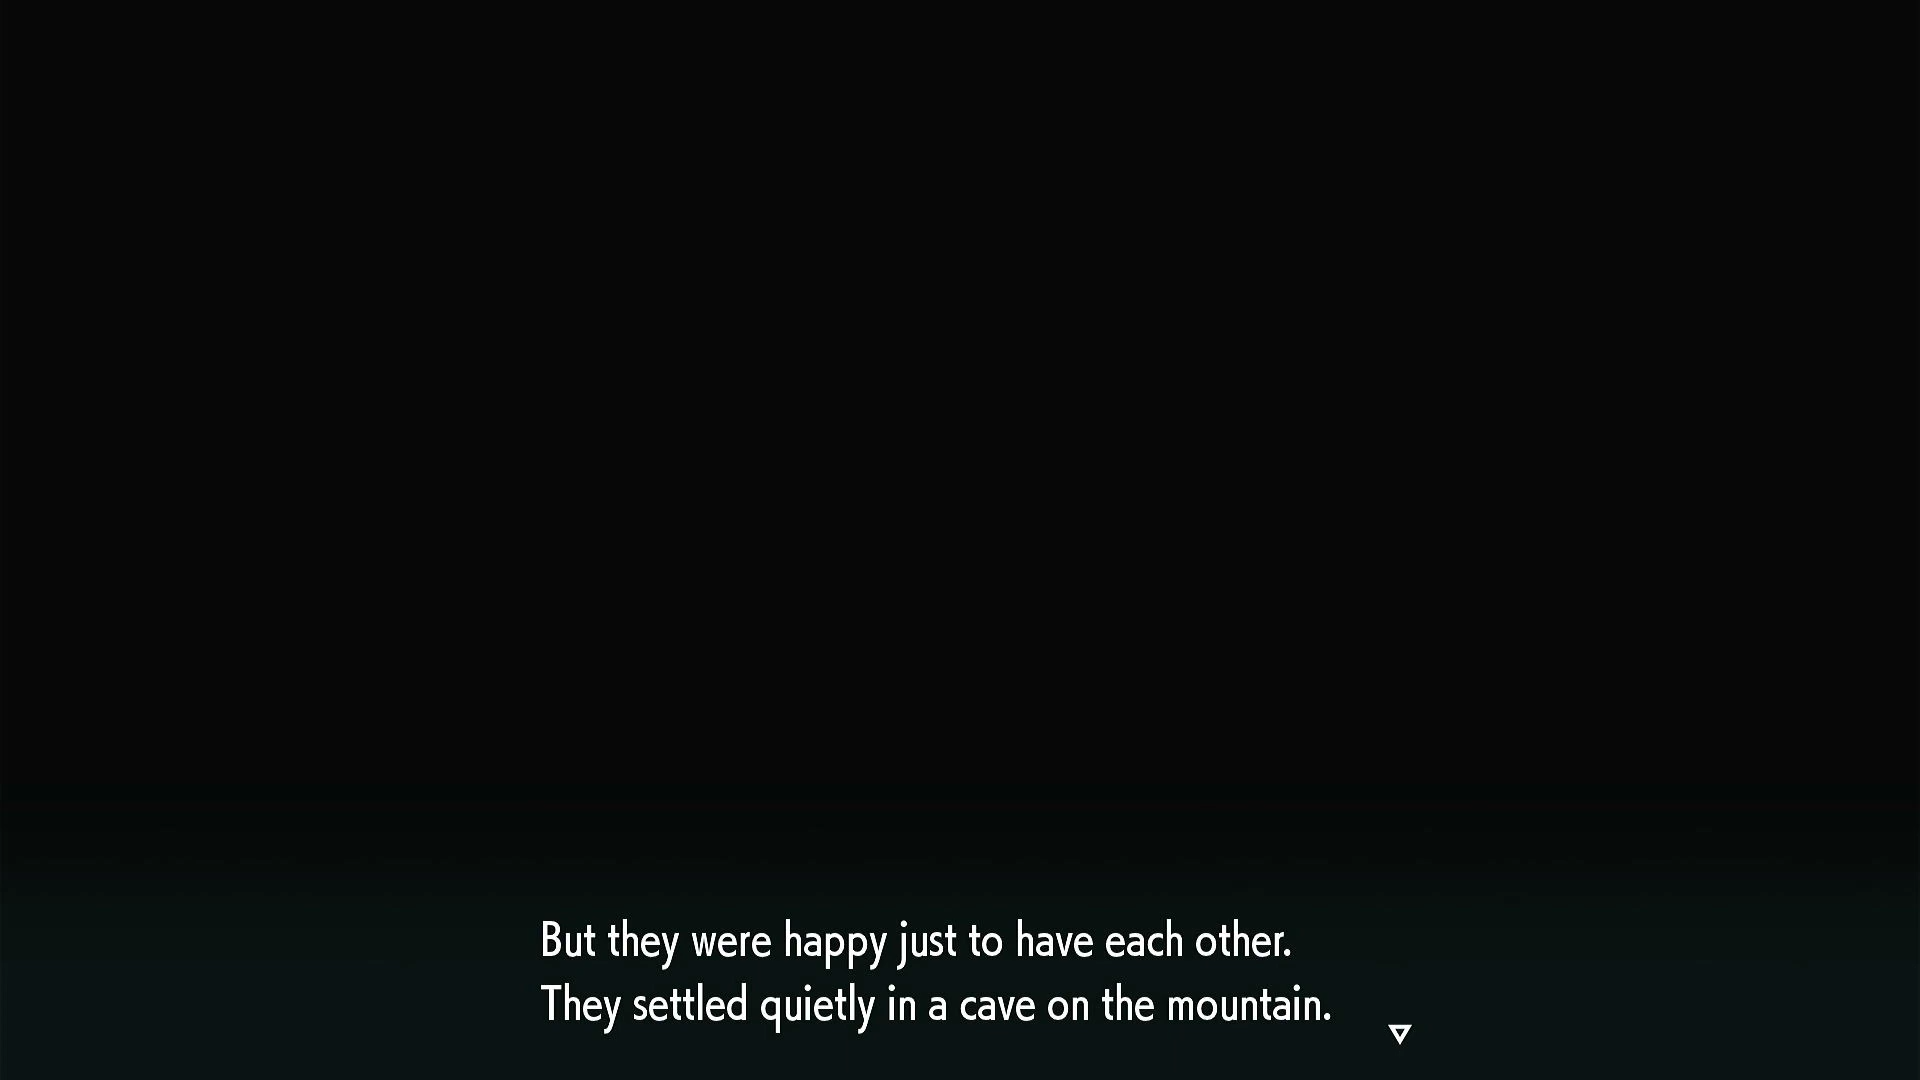 But they were happy just to have each other.
They settled quietly in a cave on the mountain.